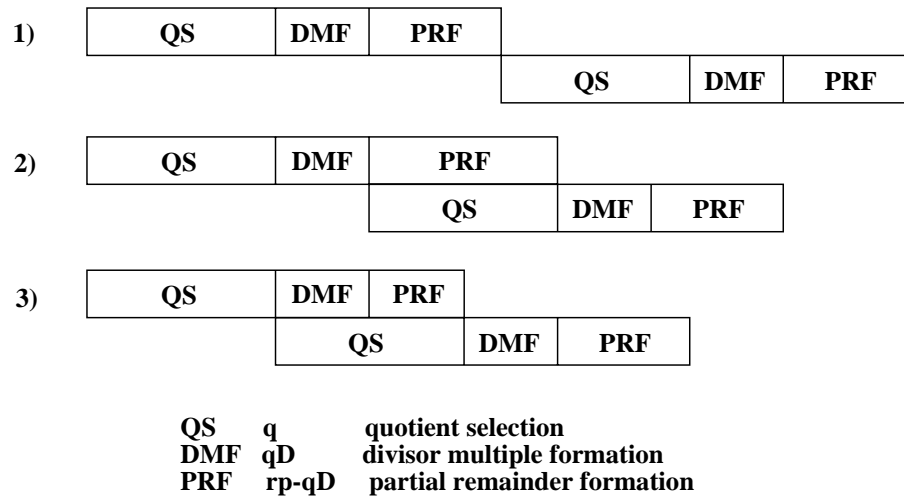 1) QS DMF PRF
QS DMF PRF
2) QS DMF PRF
QS DMF PRF
3) QS DMF PRF
QS DMF PRF
QS q quotient selection
DMF qD divisor multiple formation
PRF rp-qD partial remainder formation